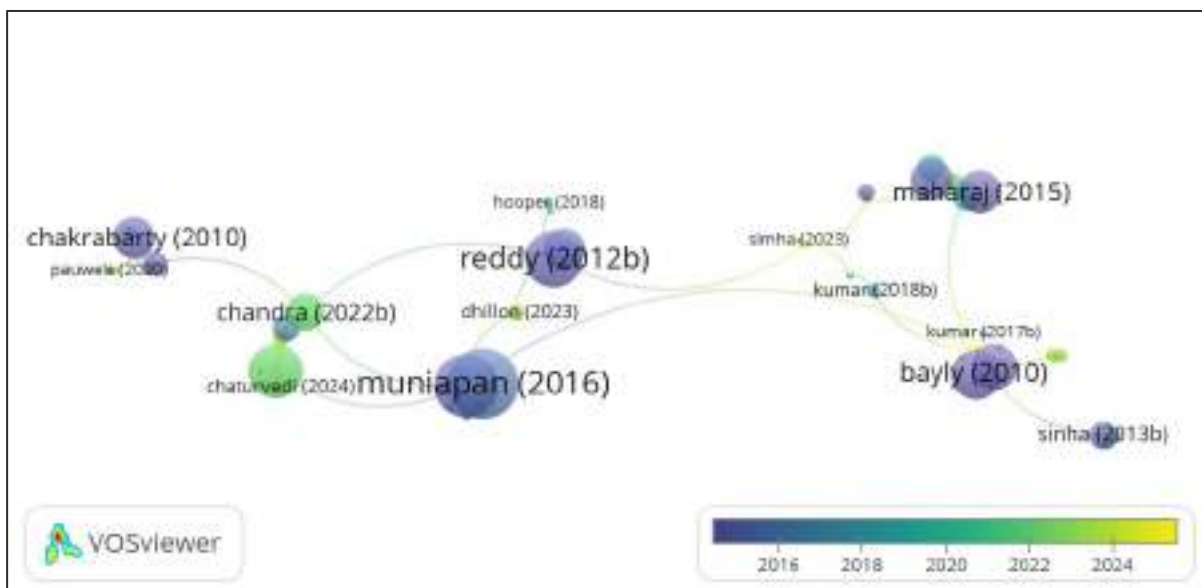 maharaj (2015)
hooper (2018)
chakrabarty (2010)
simha (2023)
reddy (2012b)
pauwels (2020)
kumar (2018b)
chandra (2022b)
dhillon (2023)
kumar (2017b)
chaturvedi (2024)
muniapan (2016)
bayly (2010)
sinha (2013b)
VOSviewer
2016 2018 2020 2022 2024